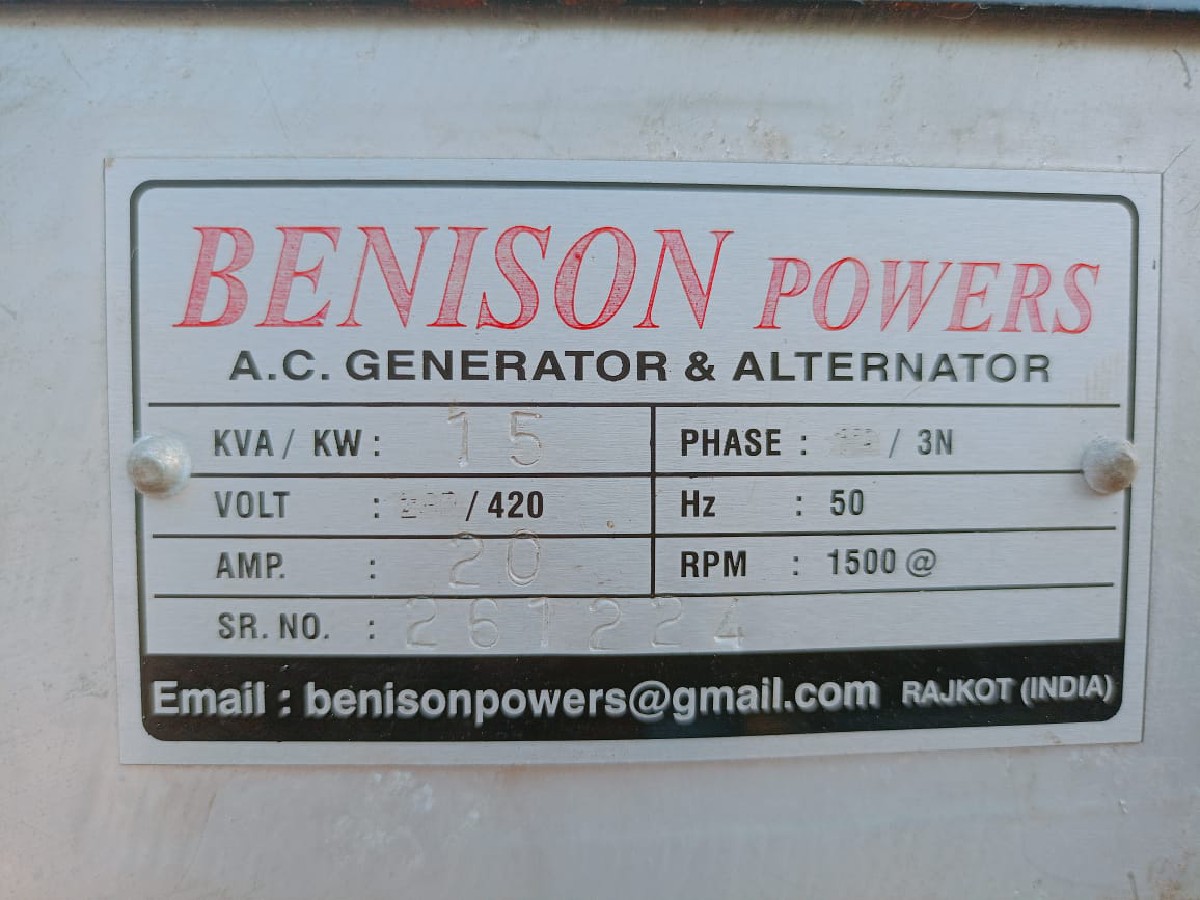 BENISON POWERS
A.C. GENERATOR & ALTERNATOR
KVA / KW : 15 PHASE : / 3N
VOLT : / 420 Hz : 50
AMP. : 20 RPM : 1500 @
SR. NO. : 261224
Email : benisonpowers@gmail.com RAJKOT (INDIA)